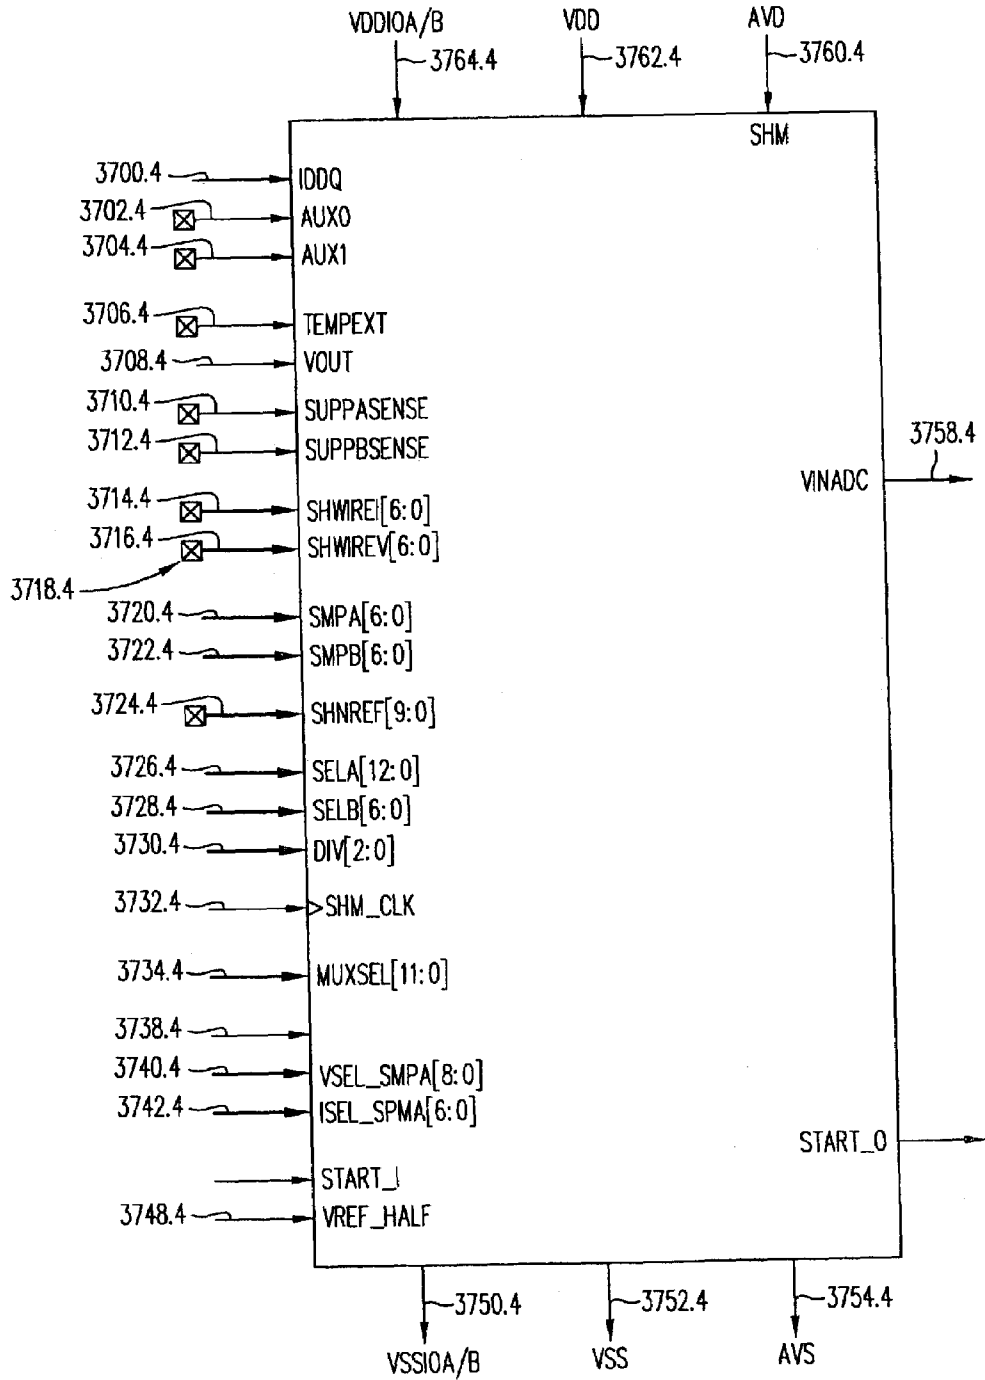 VDDIOA/B VDD AVD
3764.4 3762.4 3760.4
SHM
3700.4 IDDQ
3702.4 AUX0
3704.4 AUX1
3706.4 TEMPEXT
3708.4 VOUT
3710.4 SUPPASENSE
3712.4 SUPPBSENSE
3758.4
VINADC
3714.4 SHWIREI[6:0]
3716.4 SHWIREV[6:0]
3718.4
3720.4 SMPA[6:0]
3722.4 SMPB[6:0]
3724.4 SHNREF[9:0]
3726.4 SELA[12:0]
3728.4 SELB[6:0]
3730.4 DIV[2:0]
3732.4 SHM_CLK
3734.4 MUXSEL[11:0]
3738.4
3740.4 VSEL_SMPA[8:0]
3742.4 ISEL_SPMA[6:0]
START_O
START_I
3748.4 VREF_HALF
3750.4 3752.4 3754.4
VSSIOA/B VSS AVS